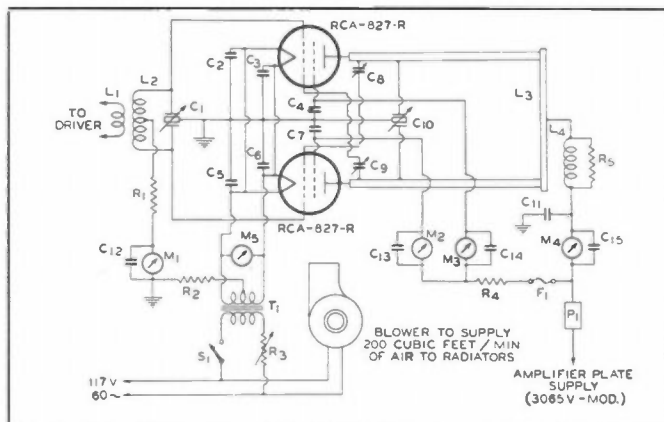 RCA-827-R
L1
L2
TO
DRIVER
C1
C2
C3
C4
C7
C6
C5
C8
C10
C9
L3
L4
R5
R1
RCA-827-R
C11
M5
M2
C12
M1
C13
M3
C14
M4
C15
R2
T1
R4
F1
P1
BLOWER TO SUPPLY
200 CUBIC FEET / MIN
OF AIR TO RADIATORS
S1
R3
117 V
60 ~
AMPLIFIER PLATE
SUPPLY
(3065 V - MOD.)